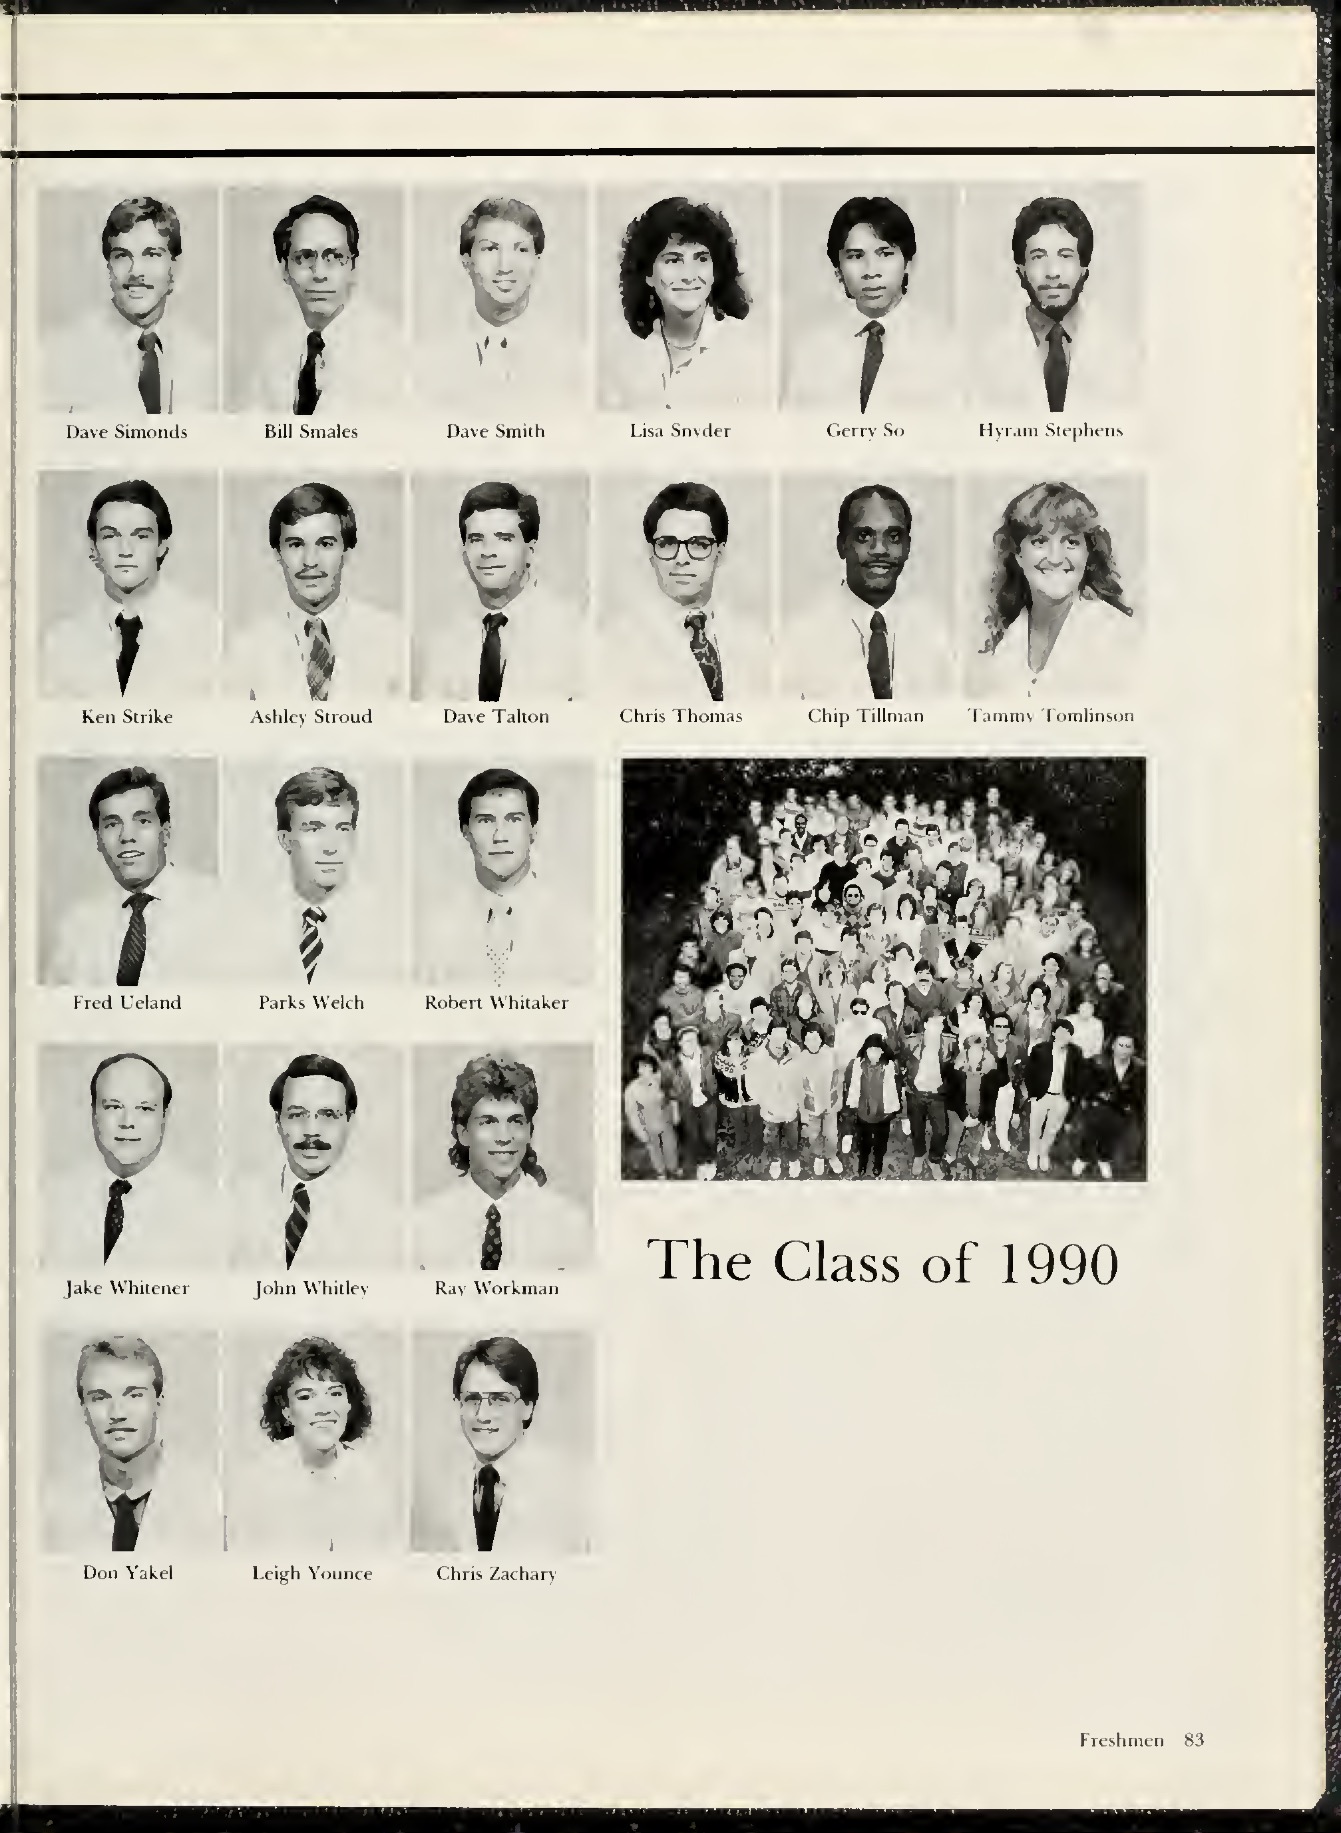 Dave Simonds Bill Smales Dave Smith Lisa Snyder Gerry So Hyram Stephens
Ken Strike Ashley Stroud Dave Talton Chris Thomas Chip Tillman Tammy Tomlinson
Fred Ueland Parks Welch Robert Whitaker
Jake Whitener John Whitley Ray Workman
The Class of 1990
Don Yakel Leigh Younce Chris Zachary
Freshmen 83